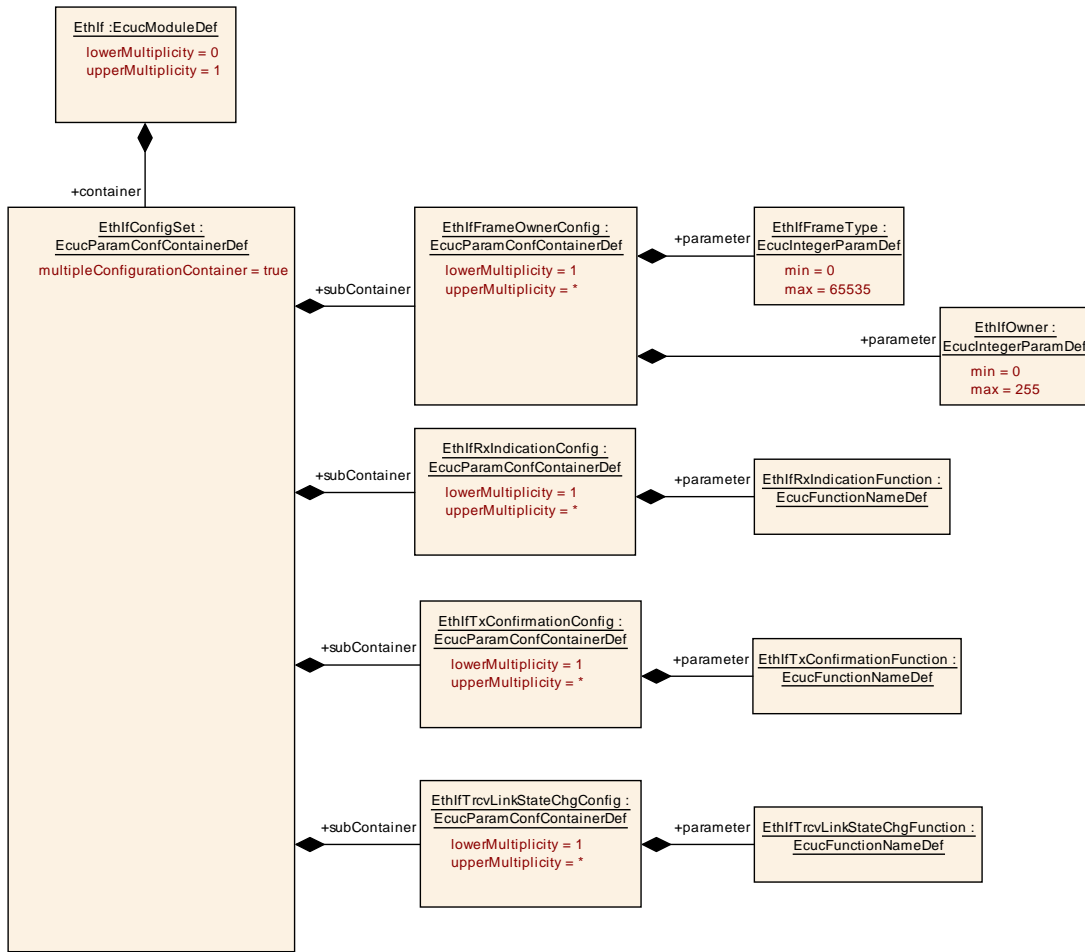 EthIf :EcucModuleDef
lowerMultiplicity = 0
upperMultiplicity = 1
+container
EthIfConfigSet :
EcucParamConfContainerDef
multipleConfigurationContainer = true
+subContainer
EthIfFrameOwnerConfig :
EcucParamConfContainerDef
lowerMultiplicity = 1
upperMultiplicity = *
+parameter
EthIfFrameType :
EcucIntegerParamDef
min = 0
max = 65535
+parameter
EthIfOwner :
EcucIntegerParamDef
min = 0
max = 255
+subContainer
EthIfRxIndicationConfig :
EcucParamConfContainerDef
lowerMultiplicity = 1
upperMultiplicity = *
+parameter
EthIfRxIndicationFunction :
EcucFunctionNameDef
+subContainer
EthIfTxConfirmationConfig :
EcucParamConfContainerDef
lowerMultiplicity = 1
upperMultiplicity = *
+parameter
EthIfTxConfirmationFunction :
EcucFunctionNameDef
+subContainer
EthIfTrcvLinkStateChgConfig :
EcucParamConfContainerDef
lowerMultiplicity = 1
upperMultiplicity = *
+parameter
EthIfTrcvLinkStateChgFunction :
EcucFunctionNameDef